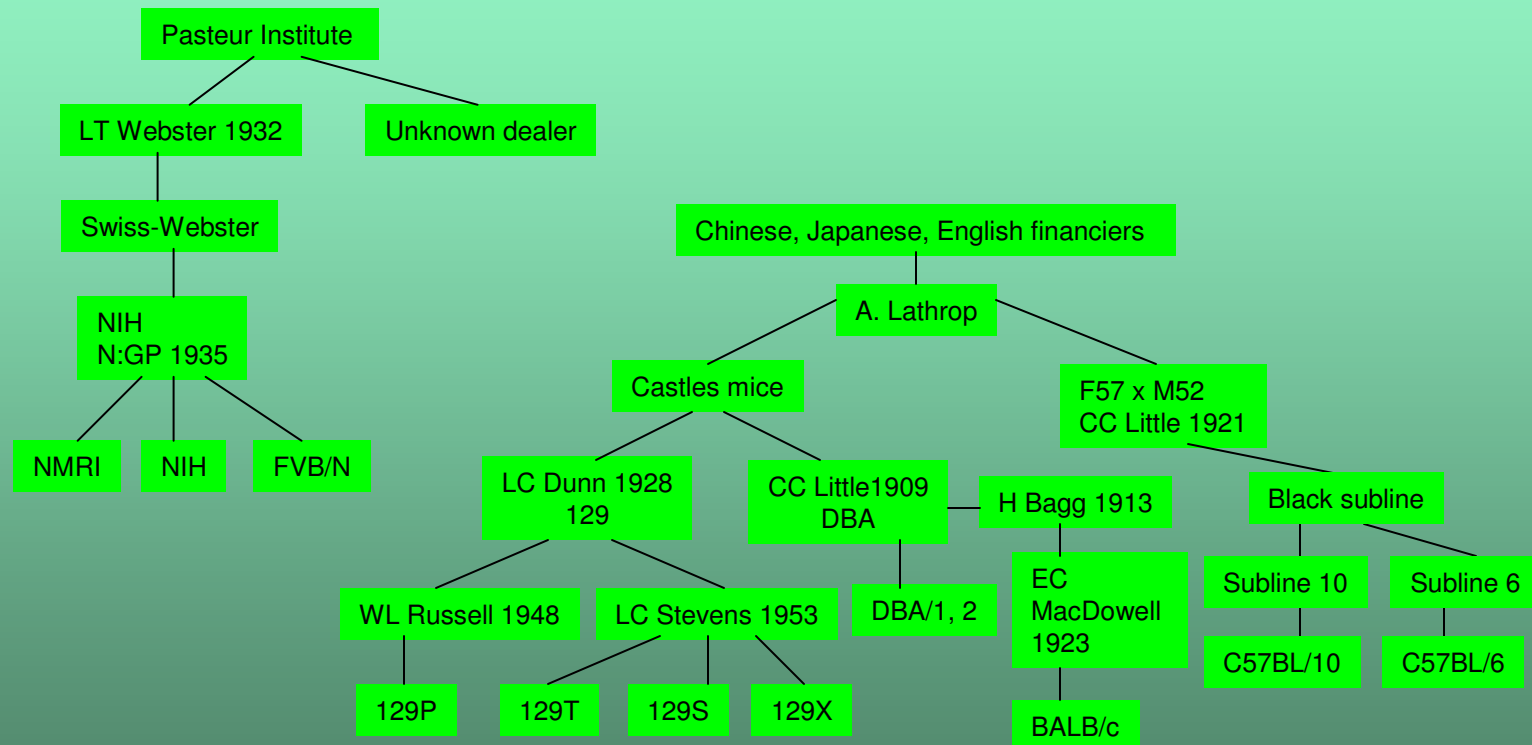 Pasteur Institute
LT Webster 1932
Unknown dealer
Swiss-Webster
Chinese, Japanese, English financiers
NIH
N:GP 1935
A. Lathrop
Castles mice
F57 x M52
CC Little 1921
NMRI
NIH
FVB/N
LC Dunn 1928
129
CC Little1909
DBA
H Bagg 1913
Black subline
WL Russell 1948
LC Stevens 1953
DBA/1, 2
EC
MacDowell
1923
Subline 10
Subline 6
C57BL/10
C57BL/6
129P
129T
129S
129X
BALB/c